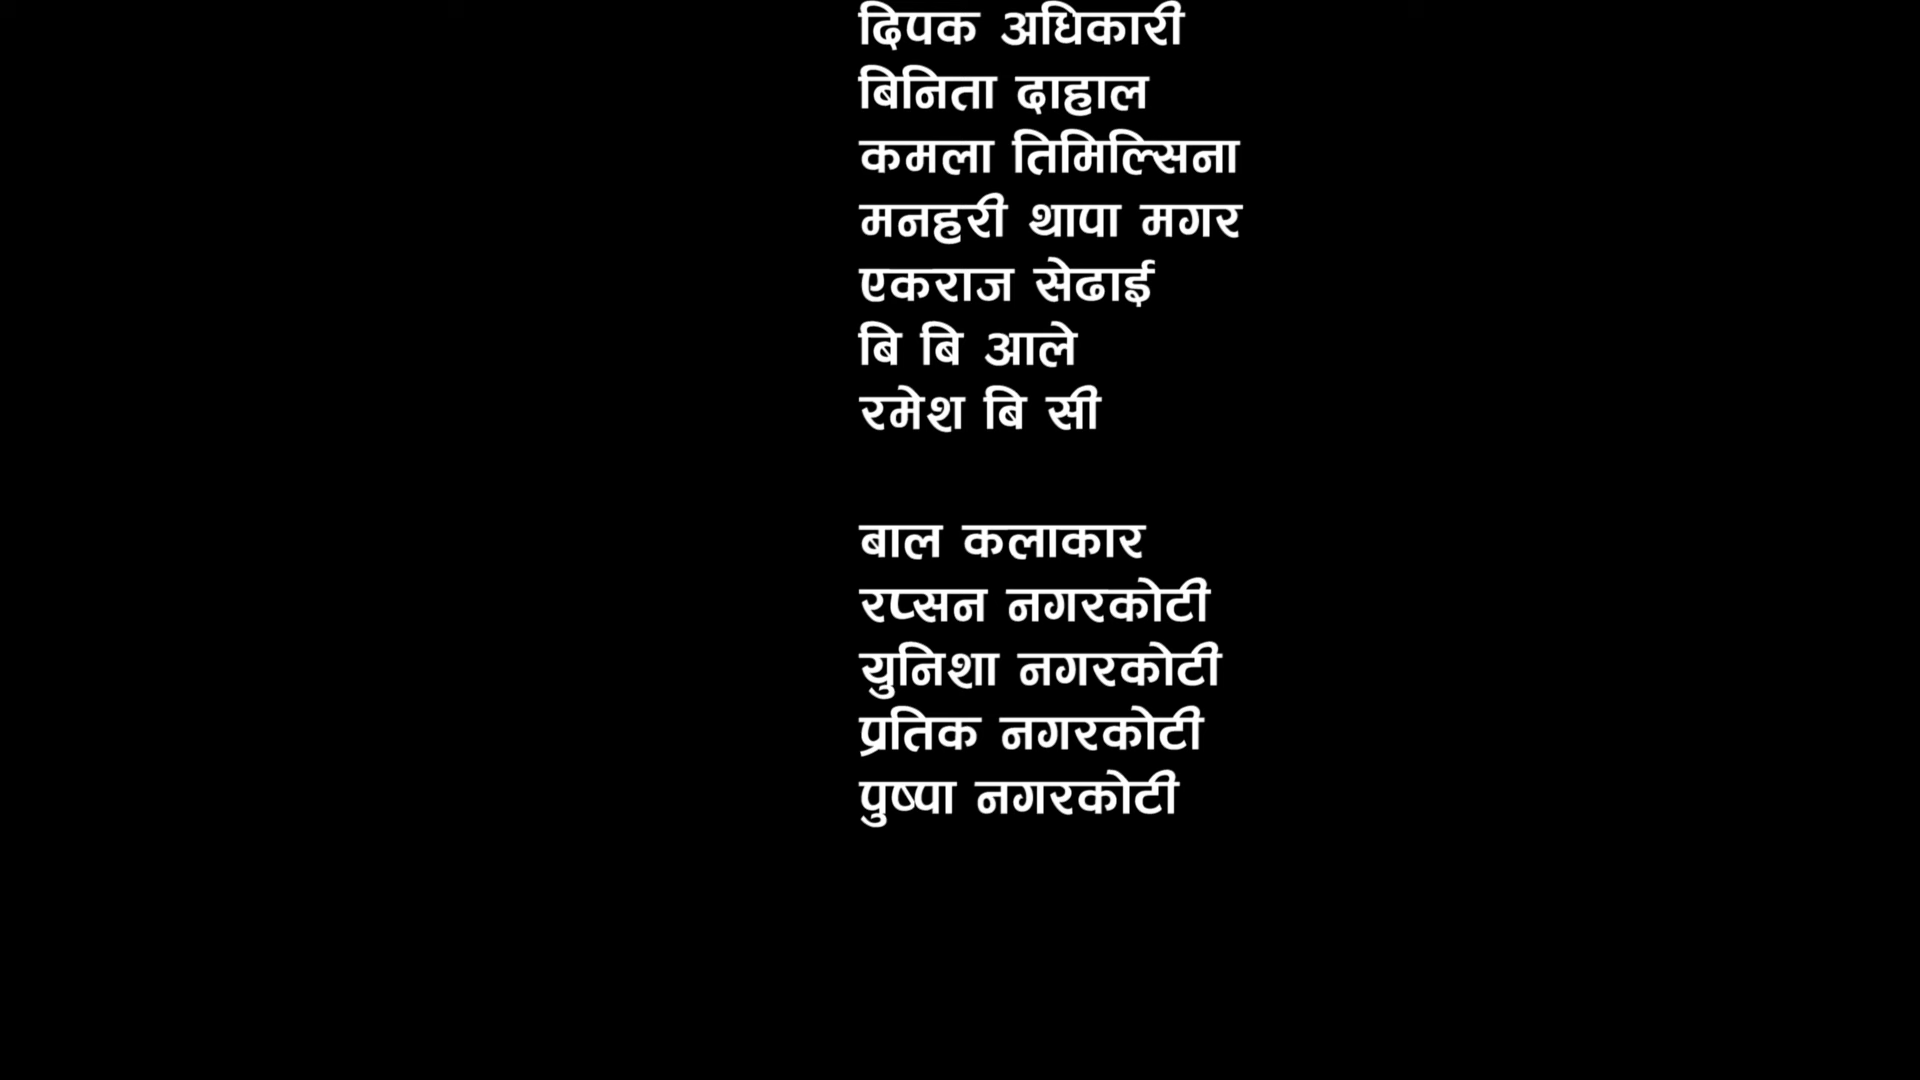 दिपक अधिकारी
बिनिता दाहाल
कमला तिमिल्सिना
मनहरी थापा मगर
एकराज सेढाई
बि बि आले
रमेश बि सी
बाल कलाकार
रप्सन नगरकोटी
युनिशा नगरकोटी
प्रतिक नगरकोटी
पुष्पा नगरकोटी